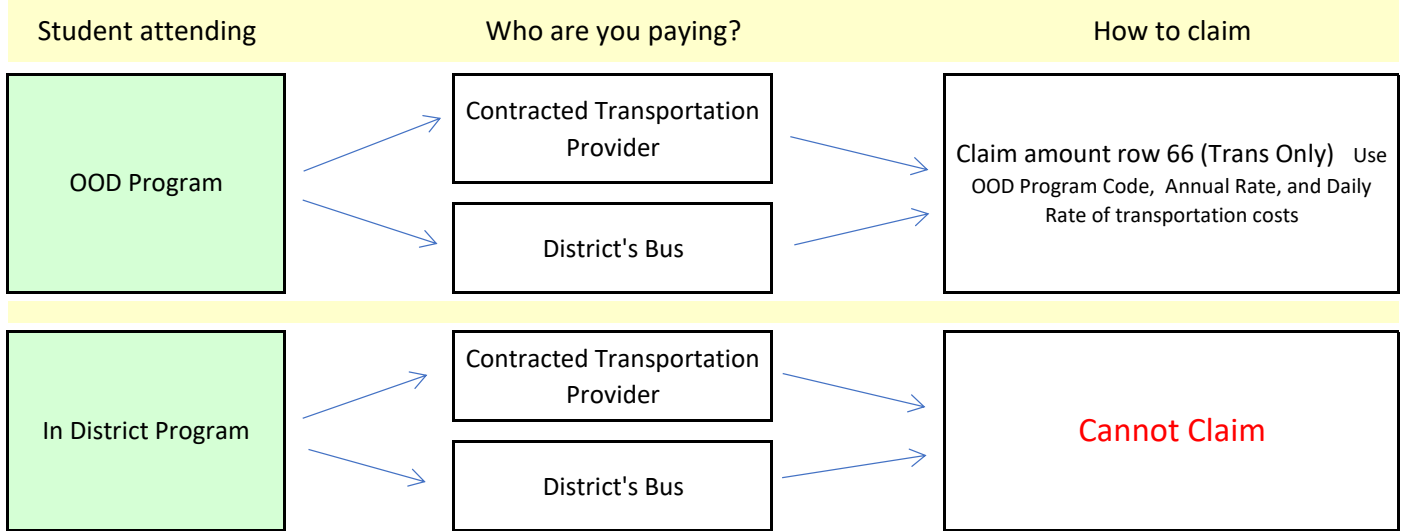 Student attending
Who are you paying?
How to claim
OOD Program
Contracted Transportation
Provider
District's Bus
Claim amount row 66 (Trans Only) Use
OOD Program Code, Annual Rate, and Daily
Rate of transportation costs
In District Program
Contracted Transportation
Provider
District's Bus
Cannot Claim